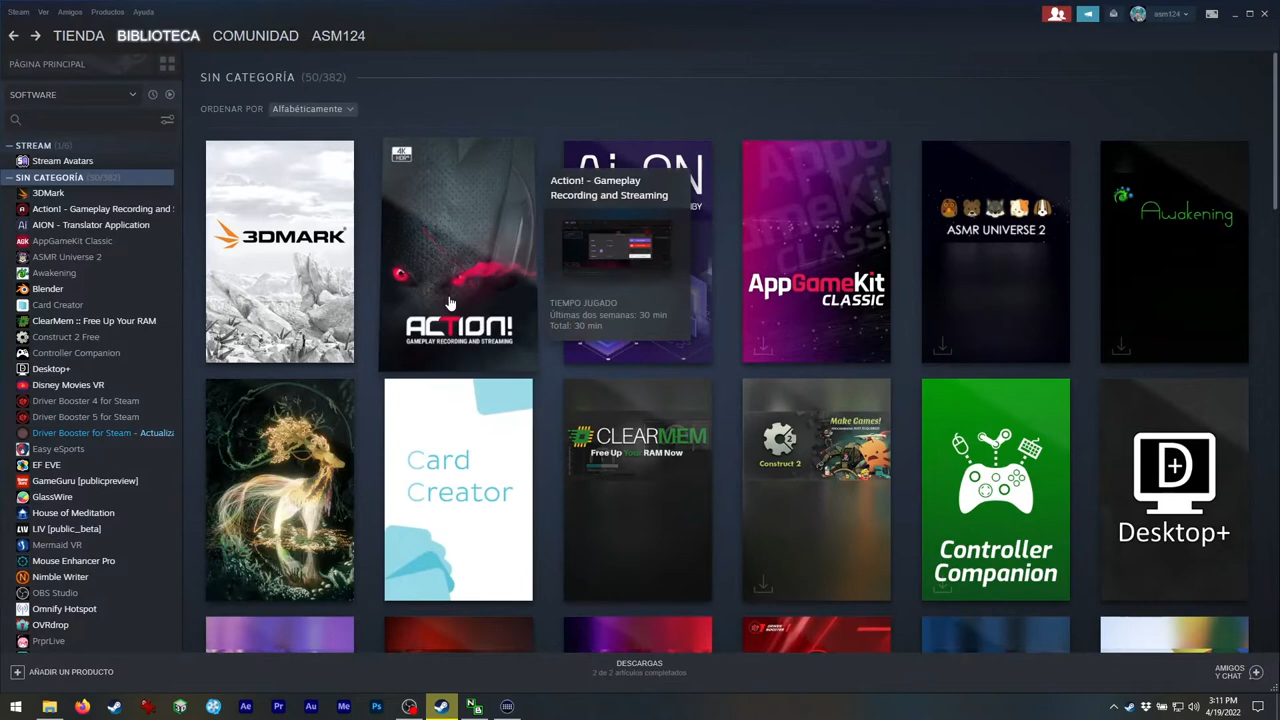 Steam Ver Amigos Productos Ayuda
asm124
TIENDA BIBLIOTECA COMUNIDAD ASM124
PÁGINA PRINCIPAL
SOFTWARE
STREAM (1/6)
Stream Avatars
SIN CATEGORÍA (50/382)
3DMark
Action! - Gameplay Recording and S
AION - Translator Application
AppGameKit Classic
ASMR Universe 2
Awakening
Blender
Card Creator
ClearMem :: Free Up Your RAM
Construct 2 Free
Controller Companion
Desktop+
Disney Movies VR
Driver Booster 4 for Steam
Driver Booster 5 for Steam
Driver Booster for Steam - Actualiza
Easy eSports
EF EVE
GameGuru [publicpreview]
GlassWire
House of Meditation
LIV [public_beta]
Mermaid VR
Mouse Enhancer Pro
Nimble Writer
OBS Studio
Omnify Hotspot
OVRdrop
PrprLive
SIN CATEGORÍA (50/382)
ORDENAR POR Alfabéticamente
3DMARK
4K
HDR
ACTION!
GAMEPLAY RECORDING AND STREAMING
Action! - Gameplay
Recording and Streaming
TIEMPO JUGADO
Últimas dos semanas: 30 min
Total: 30 min
AppGameKit
CLASSIC
ASMR UNIVERSE 2
Awakening
Card
Creator
CLEARMEM
Free Up Your RAM Now
Construct 2
Make Games!
Controller
Companion
D+
Desktop+
AÑADIR UN PRODUCTO
DESCARGAS
2 de 2 artículos completados
AMIGOS
Y CHAT
Ae Pr Au Me Ps
3:11 PM
4/19/2022